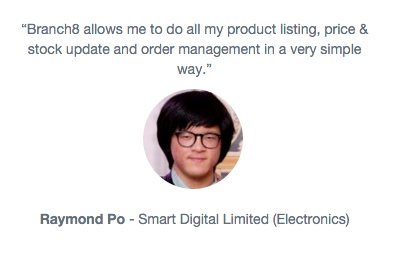 “Branch8 allows me to do all my product listing, price &
stock update and order management in a very simple
way.”
Raymond Po - Smart Digital Limited (Electronics)